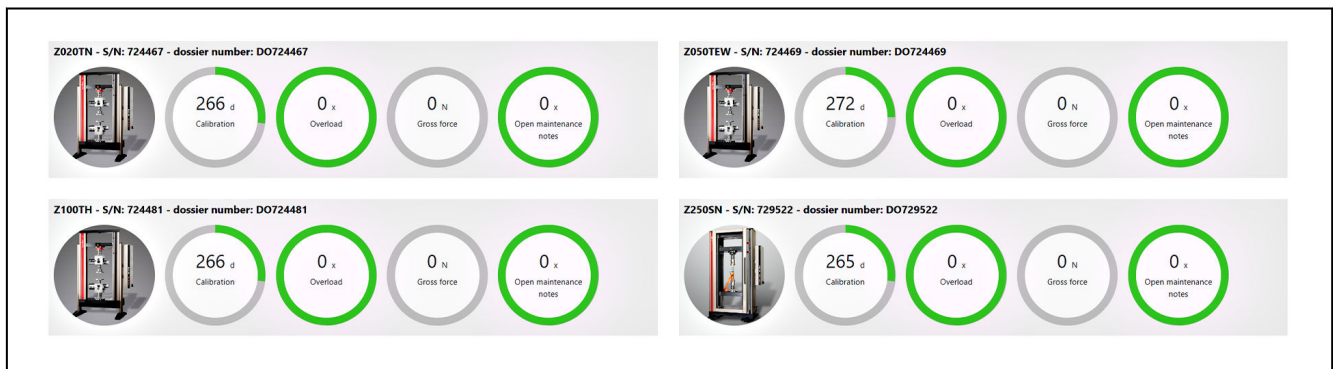 Z020TN - S/N: 724467 - dossier number: DO724467
266 d
Calibration
0 x
Overload
0 N
Gross force
0 x
Open maintenance
notes
Z050TEW - S/N: 724469 - dossier number: DO724469
272 d
Calibration
0 x
Overload
0 N
Gross force
0 x
Open maintenance
notes
Z100TH - S/N: 724481 - dossier number: DO724481
266 d
Calibration
0 x
Overload
0 N
Gross force
0 x
Open maintenance
notes
Z250SN - S/N: 729522 - dossier number: DO729522
265 d
Calibration
0 x
Overload
0 N
Gross force
0 x
Open maintenance
notes